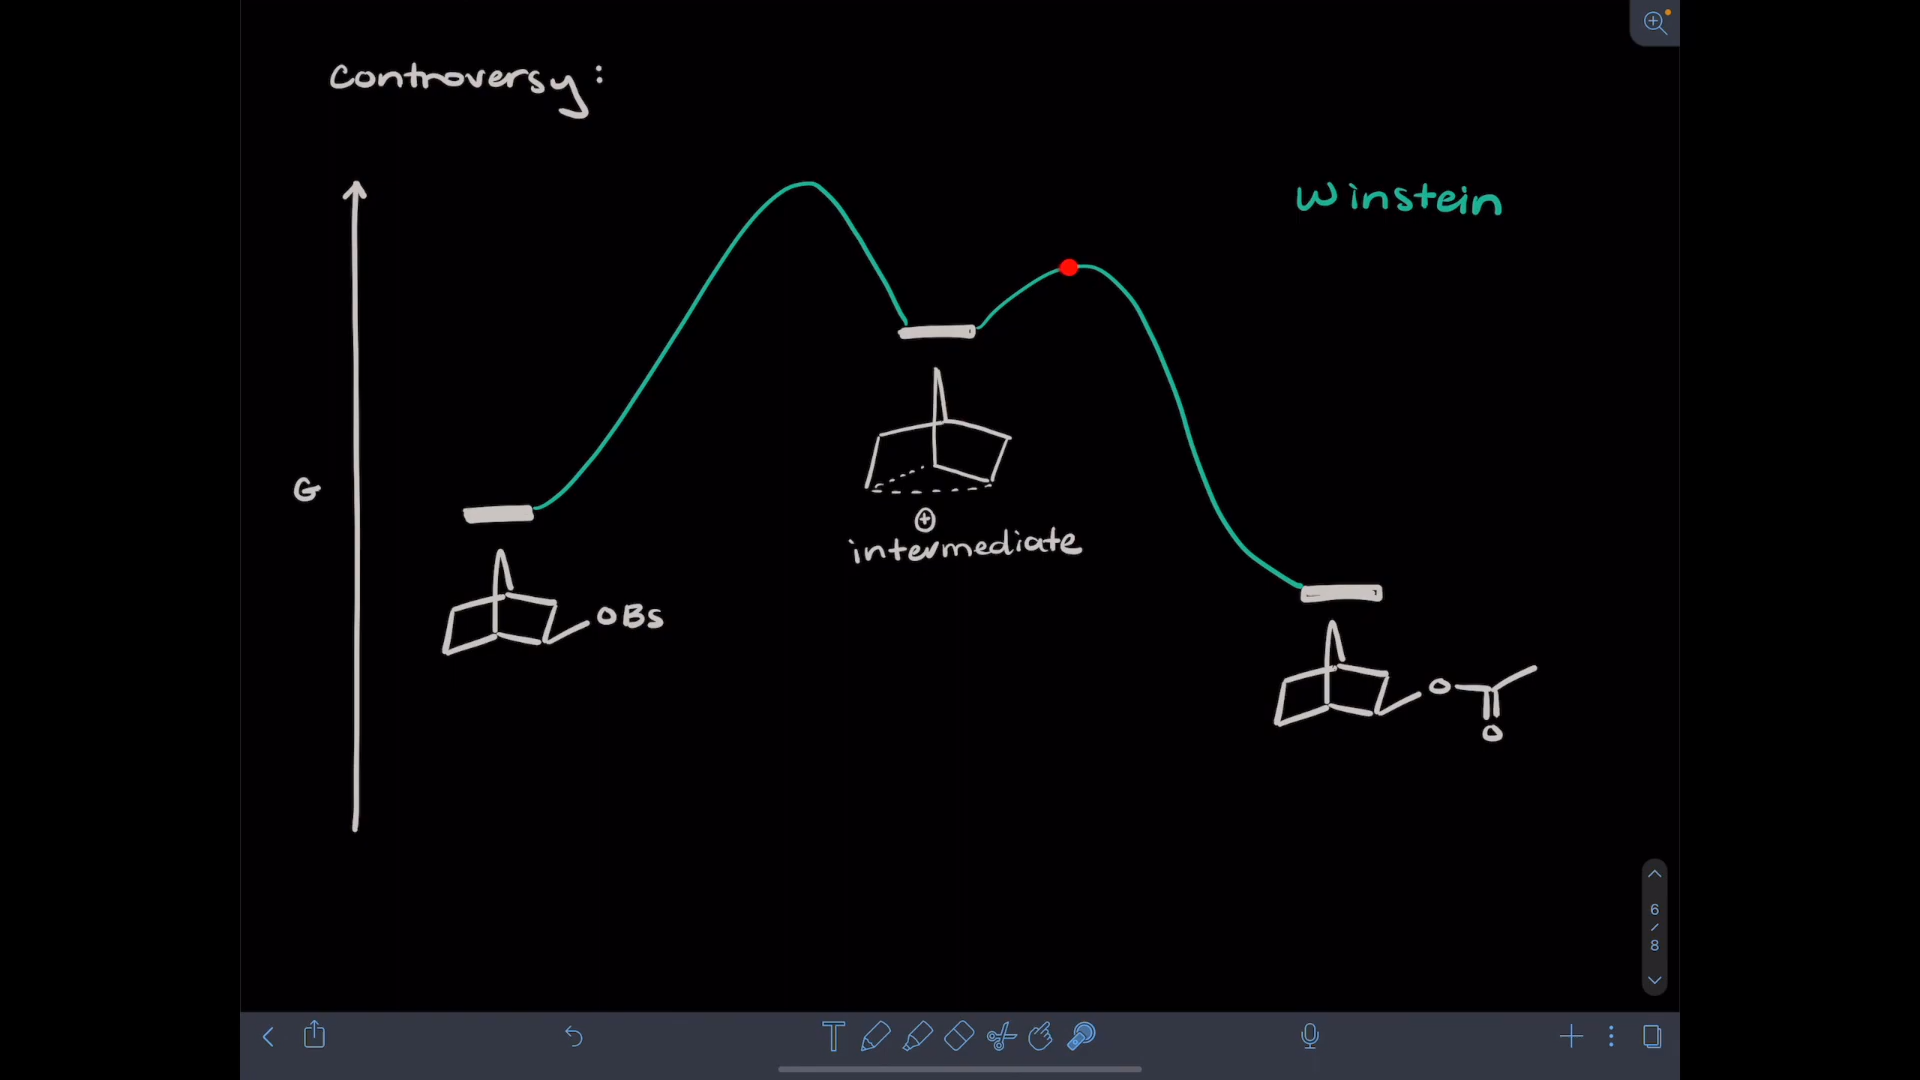 Controversy:
Winstein
G
⊕
intermediate
OBs
O
O
6
/
8
T